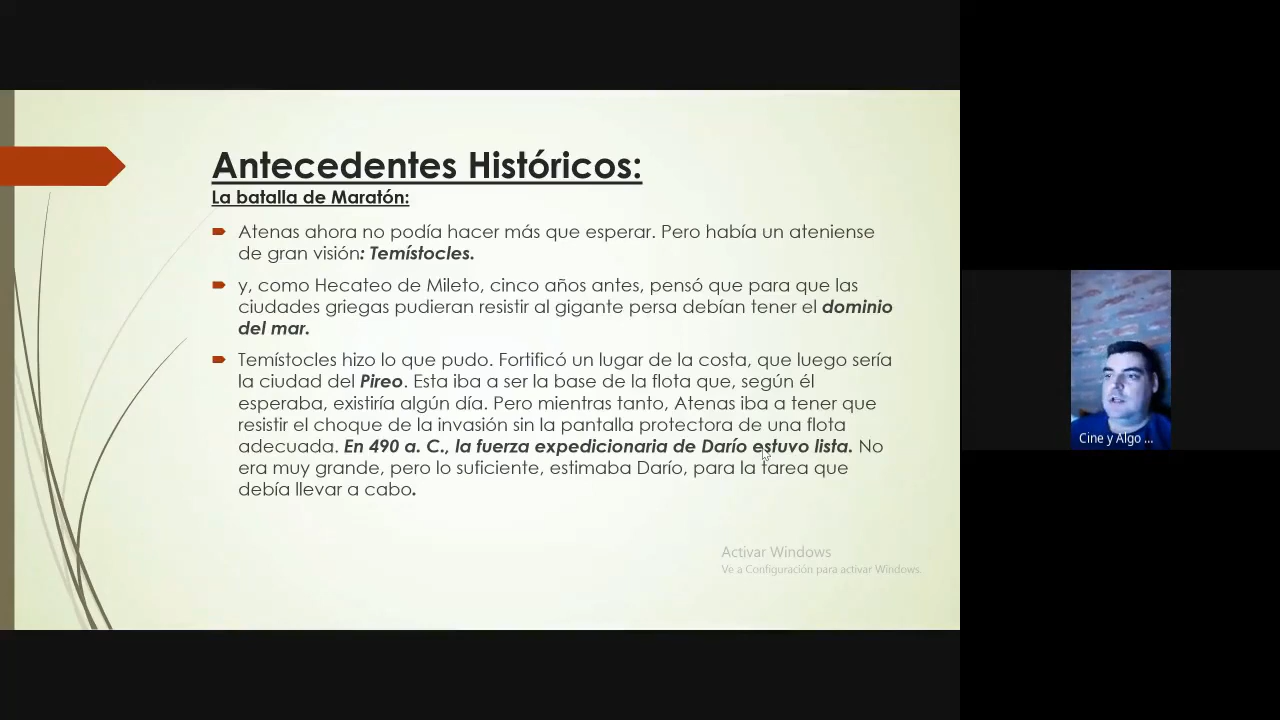 Antecedentes Históricos:
La batalla de Maratón:
Atenas ahora no podía hacer más que esperar. Pero había un ateniense
de gran visión: Temístocles.
y, como Hecateo de Mileto, cinco años antes, pensó que para que las
ciudades griegas pudieran resistir al gigante persa debían tener el dominio
del mar.
Temístocles hizo lo que pudo. Fortificó un lugar de la costa, que luego sería
la ciudad del Pireo. Esta iba a ser la base de la flota que, según él
esperaba, existiría algún día. Pero mientras tanto, Atenas iba a tener que
resistir el choque de la invasión sin la pantalla protectora de una flota
adecuada. En 490 a. C., la fuerza expedicionaria de Darío estuvo lista. No
era muy grande, pero lo suficiente, estimaba Darío, para la tarea que
debía llevar a cabo.
Activar Windows
Ve a Configuración para activar Windows.
Cine y Algo ...